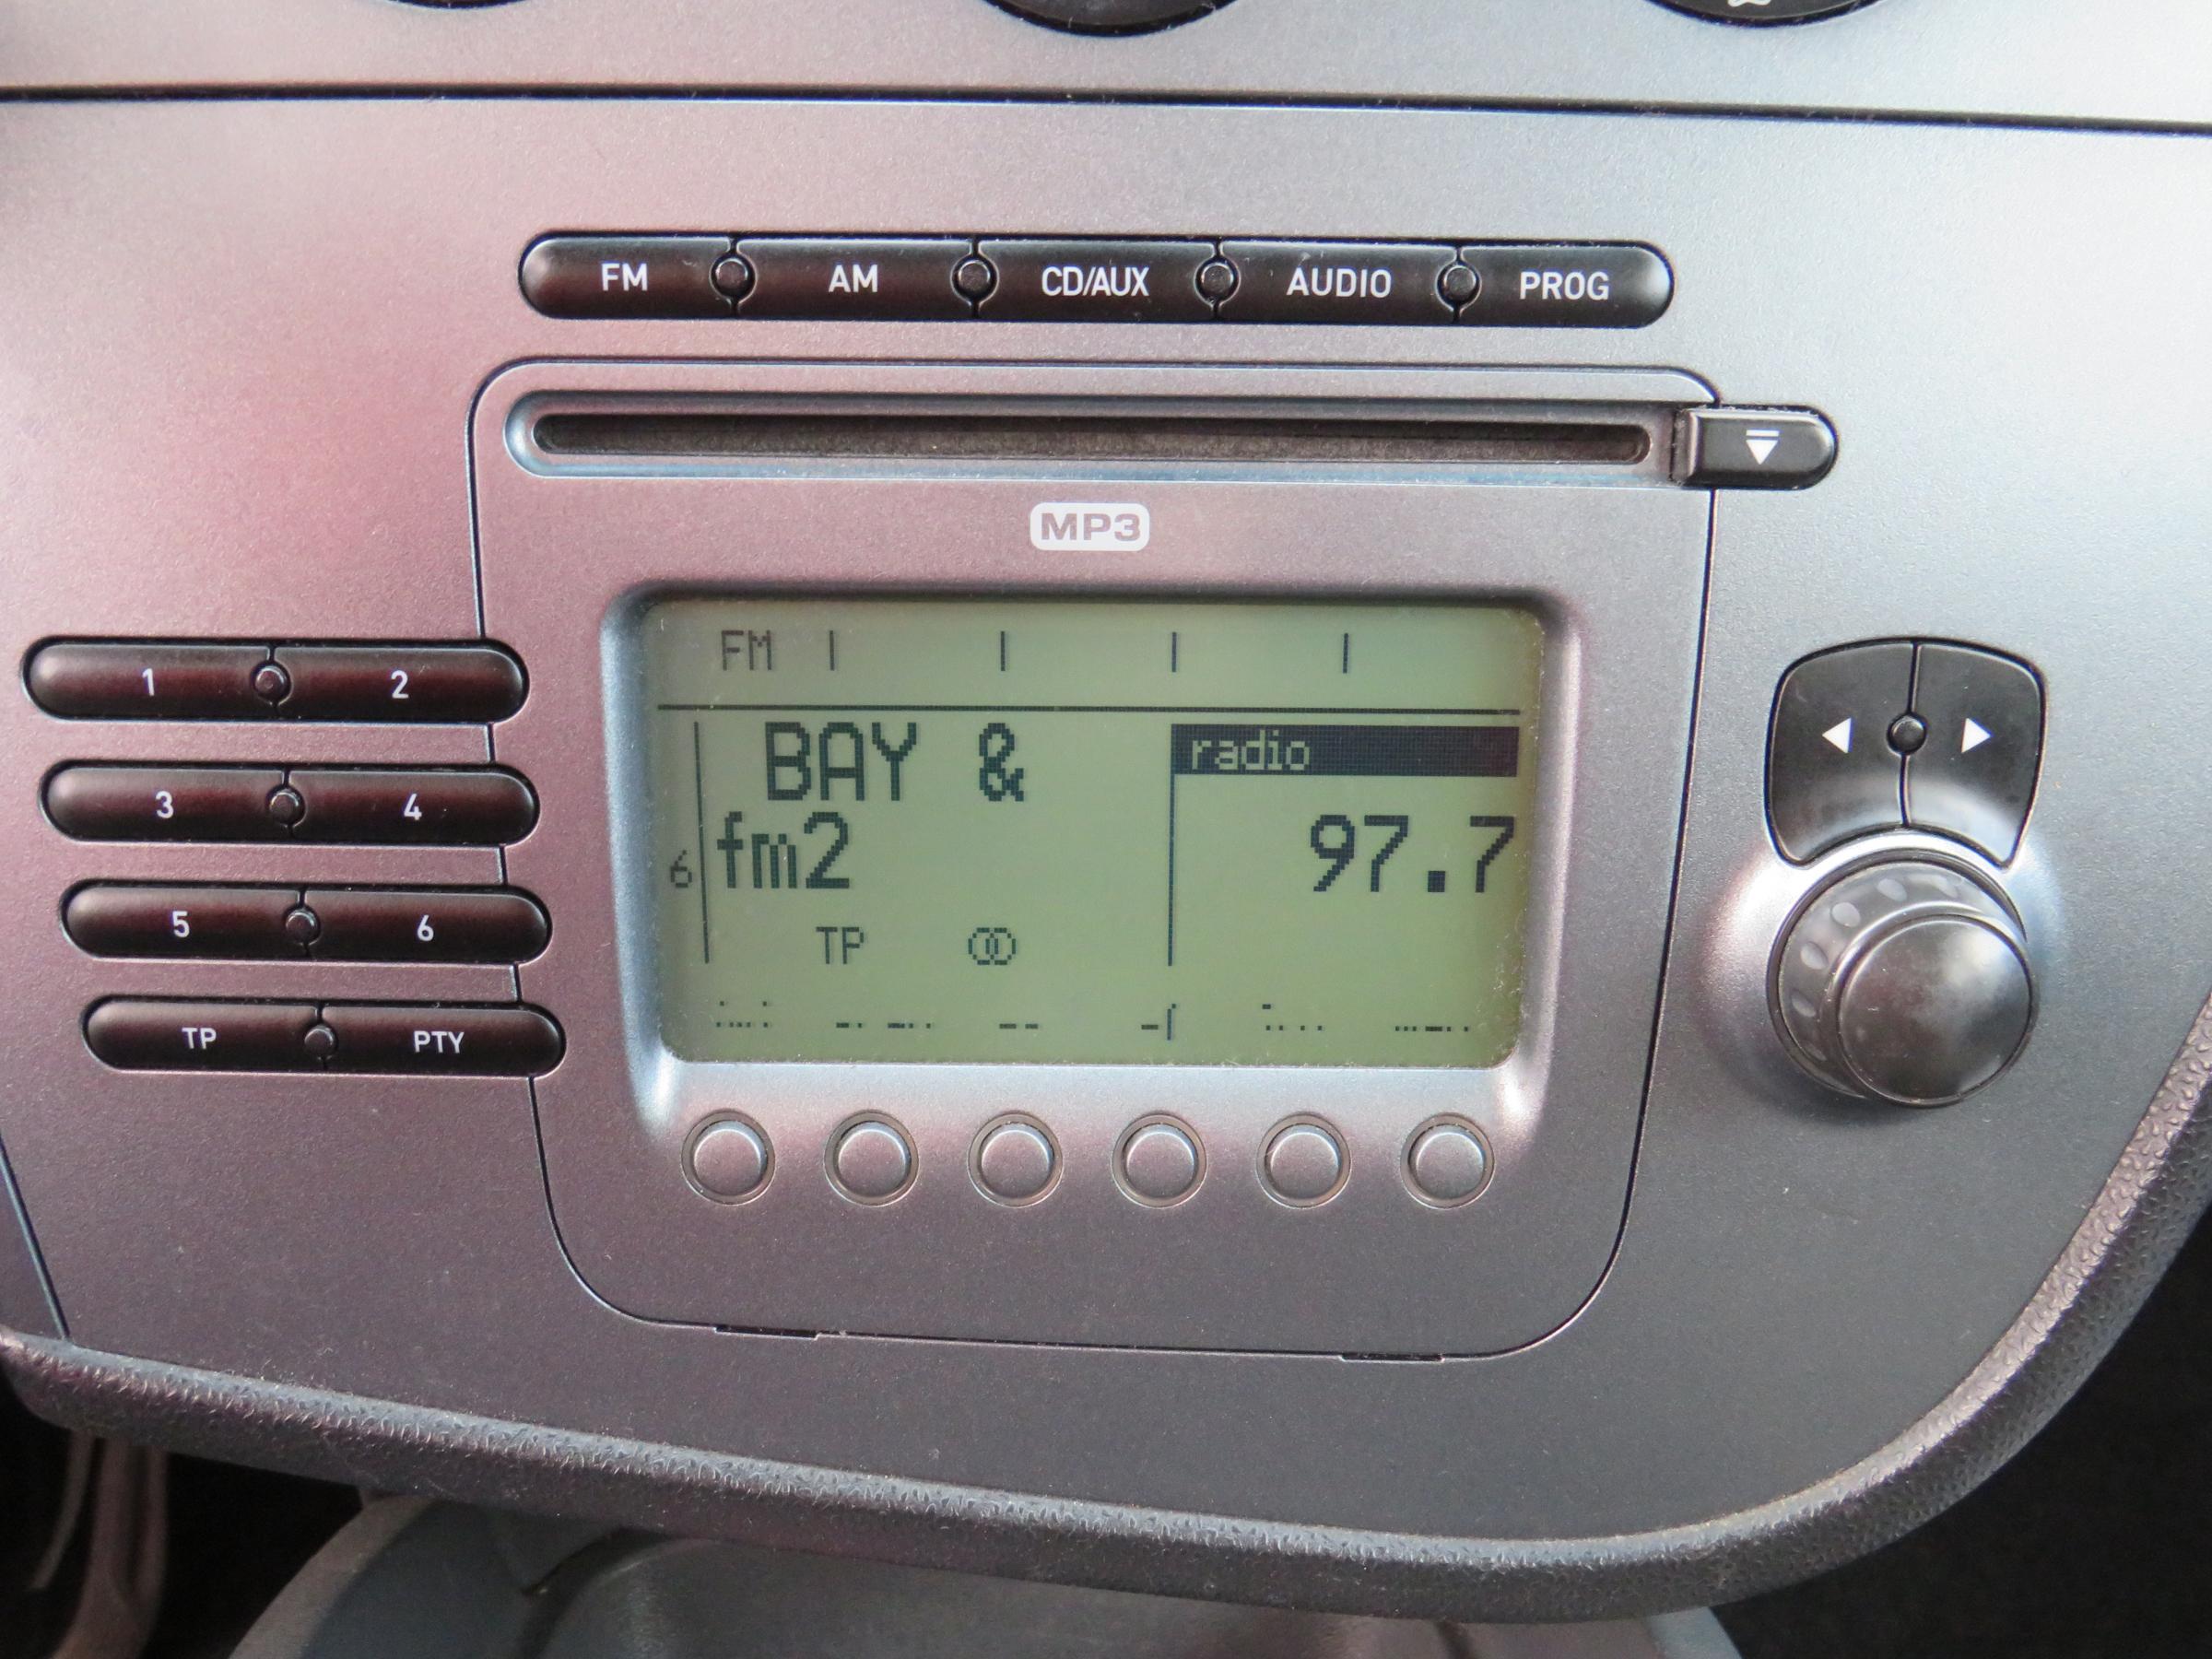 FM AM CD/AUX AUDIO PROG
MP3
1 2
3 4
5 6
TP PTY
FM
BAY & radio
6 fm2 97.7
TP